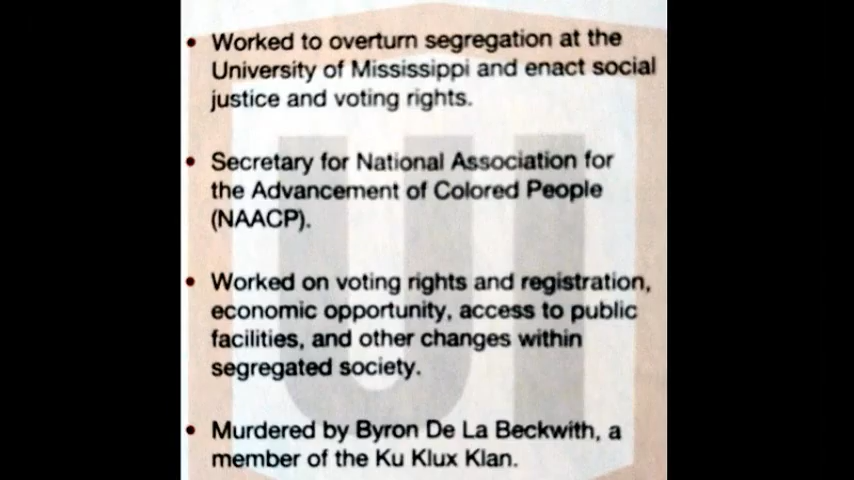 • Worked to overturn segregation at the
University of Mississippi and enact social
justice and voting rights.
• Secretary for National Association for
the Advancement of Colored People
(NAACP).
• Worked on voting rights and registration,
economic opportunity, access to public
facilities, and other changes within
segregated society.
• Murdered by Byron De La Beckwith, a
member of the Ku Klux Klan.
UI